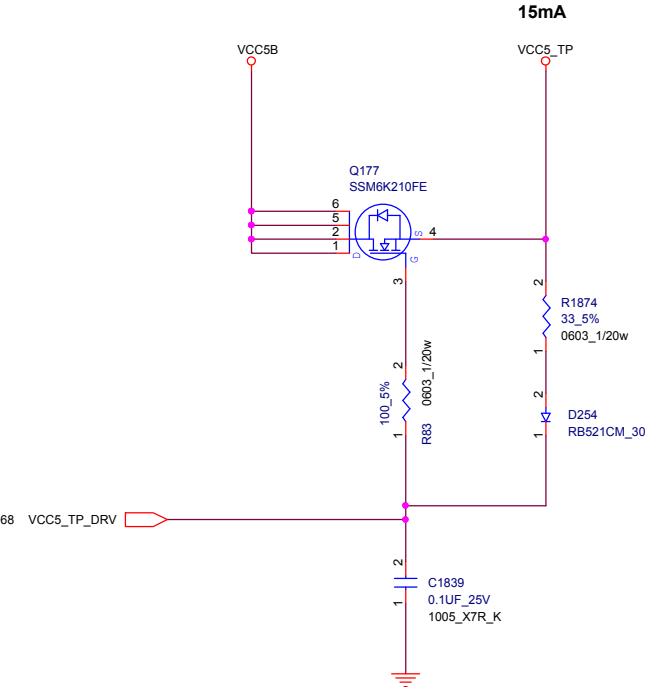 15mA
VCC5B
VCC5_TP
Q177
SSM6K210FE
6
5
2
1
D
S
G
4
3
2
R1874
33_5%
0603_1/20w
1
2
100_5%
0603_1/20w
1
R83
2
D254
RB521CM_30
1
68 VCC5_TP_DRV
2
C1839
0.1UF_25V
1
1005_X7R_K